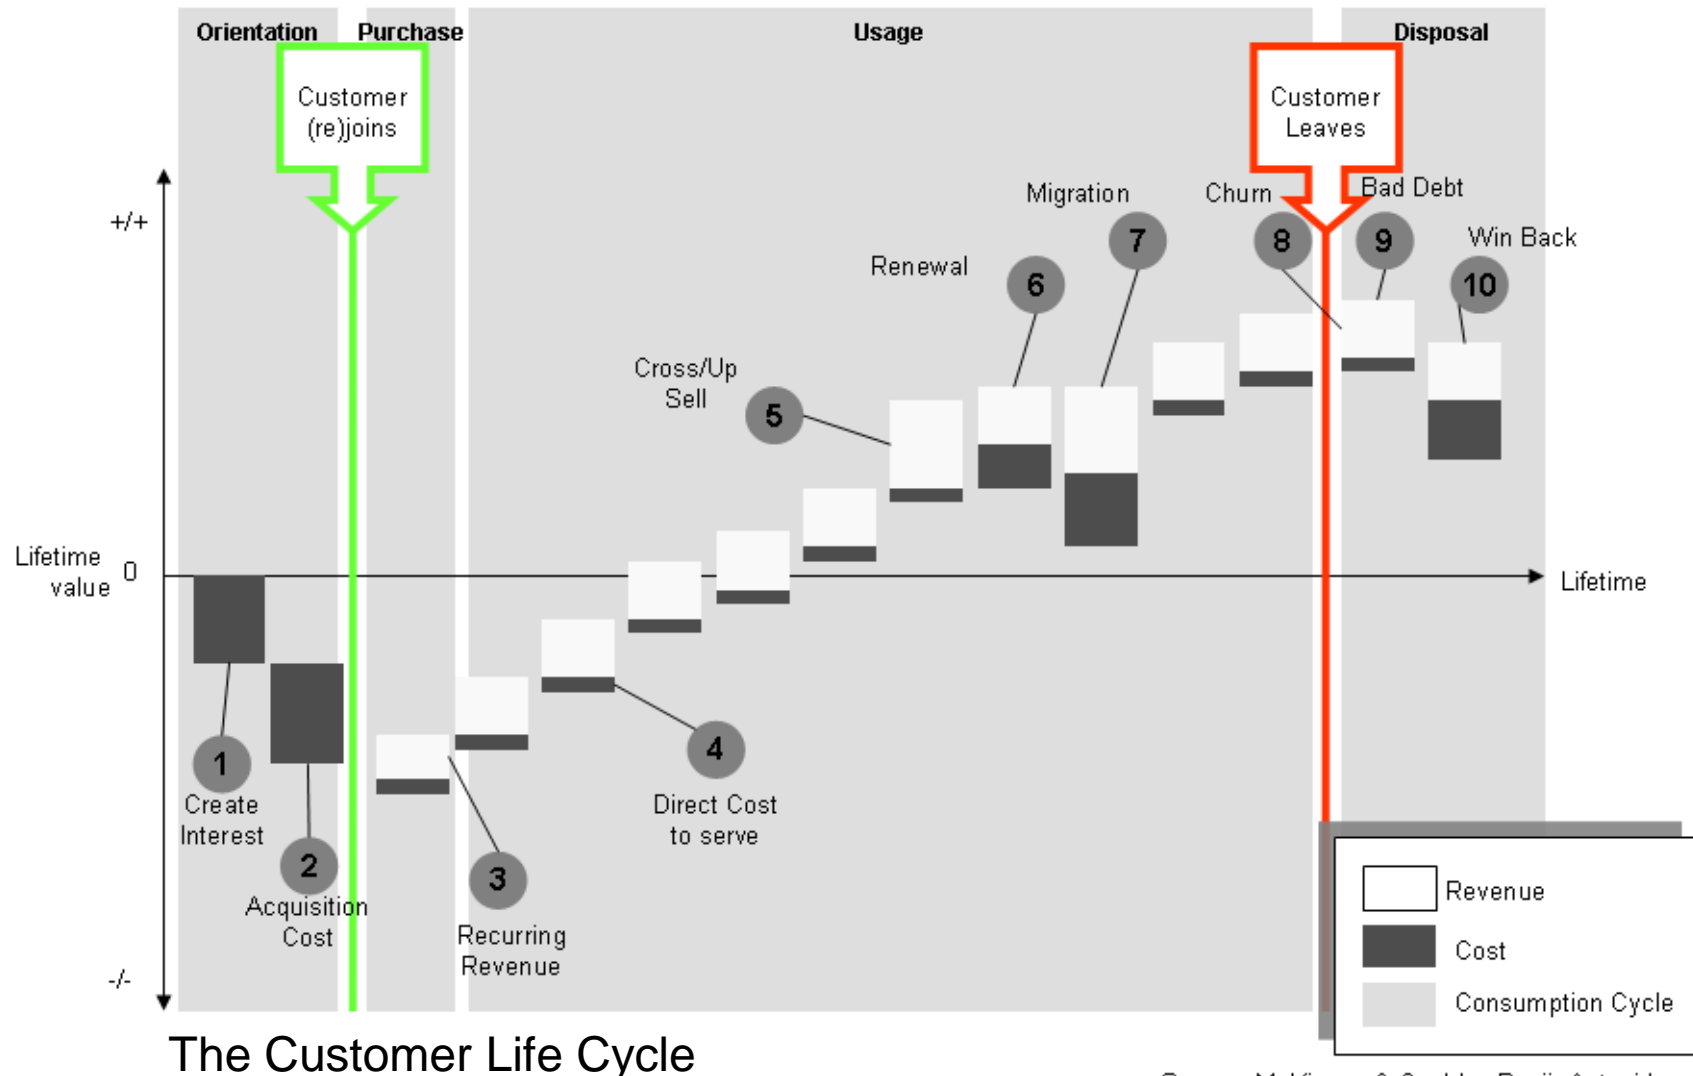 Orientation
Purchase
Usage
Disposal
Customer
(re)joins
Customer
Leaves
+/+
Migration
Churn
Bad Debt
7
8
9
Win Back
Renewal
6
10
Cross/Up
Sell
5
Lifetime
value
0
Lifetime
1
Create
Interest
2
Acquisition
Cost
3
Recurring
Revenue
4
Direct Cost
to serve
-/-
Revenue
Cost
Consumption Cycle
The Customer Life Cycle